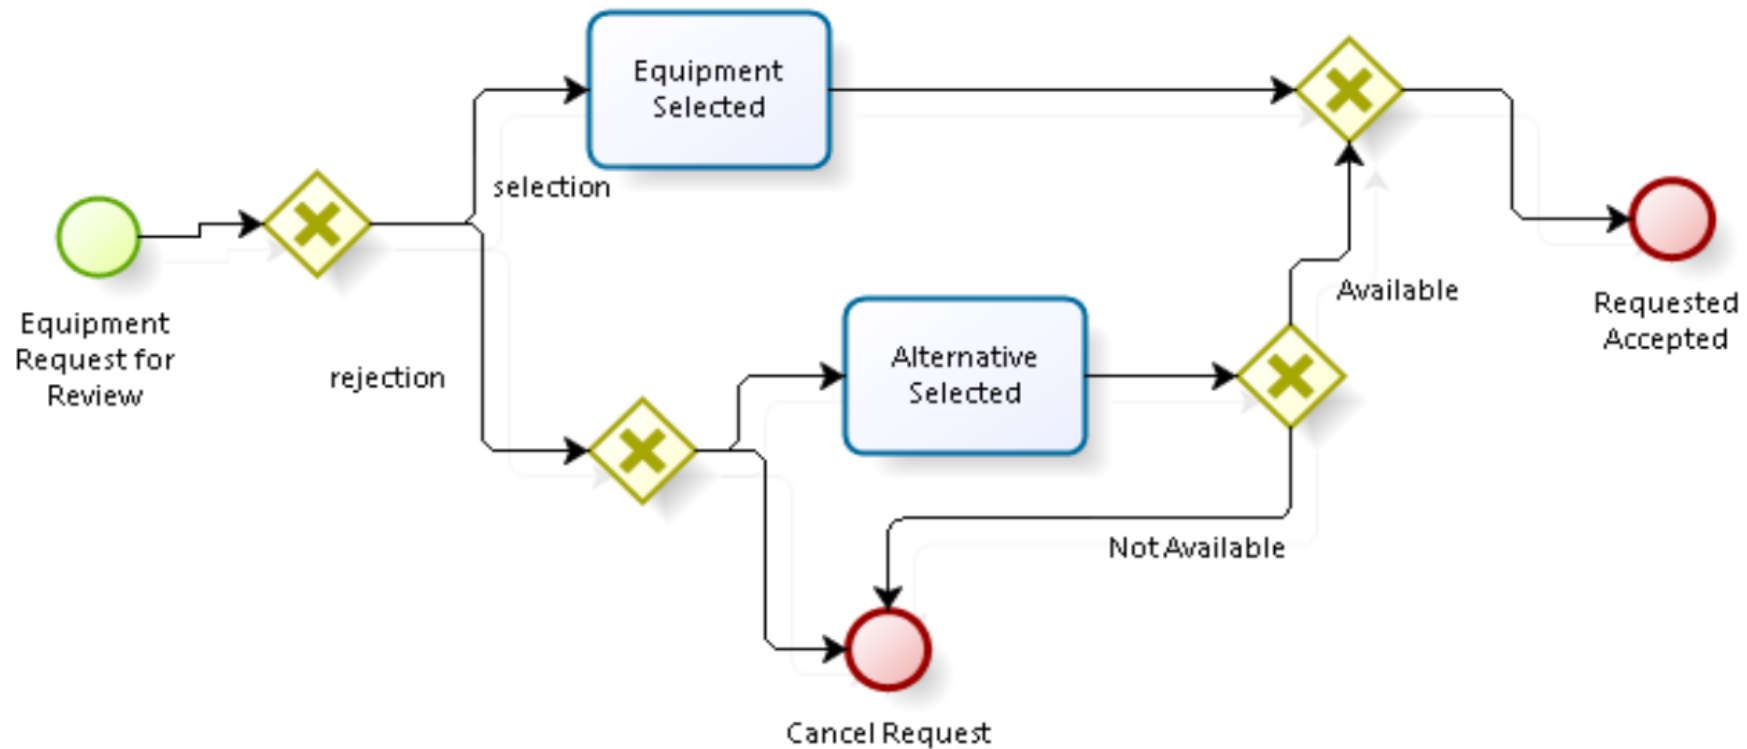 Equipment
Selected
selection
Equipment
Request for
Review
rejection
Alternative
Selected
Available
Requested
Accepted
Not Available
Cancel Request